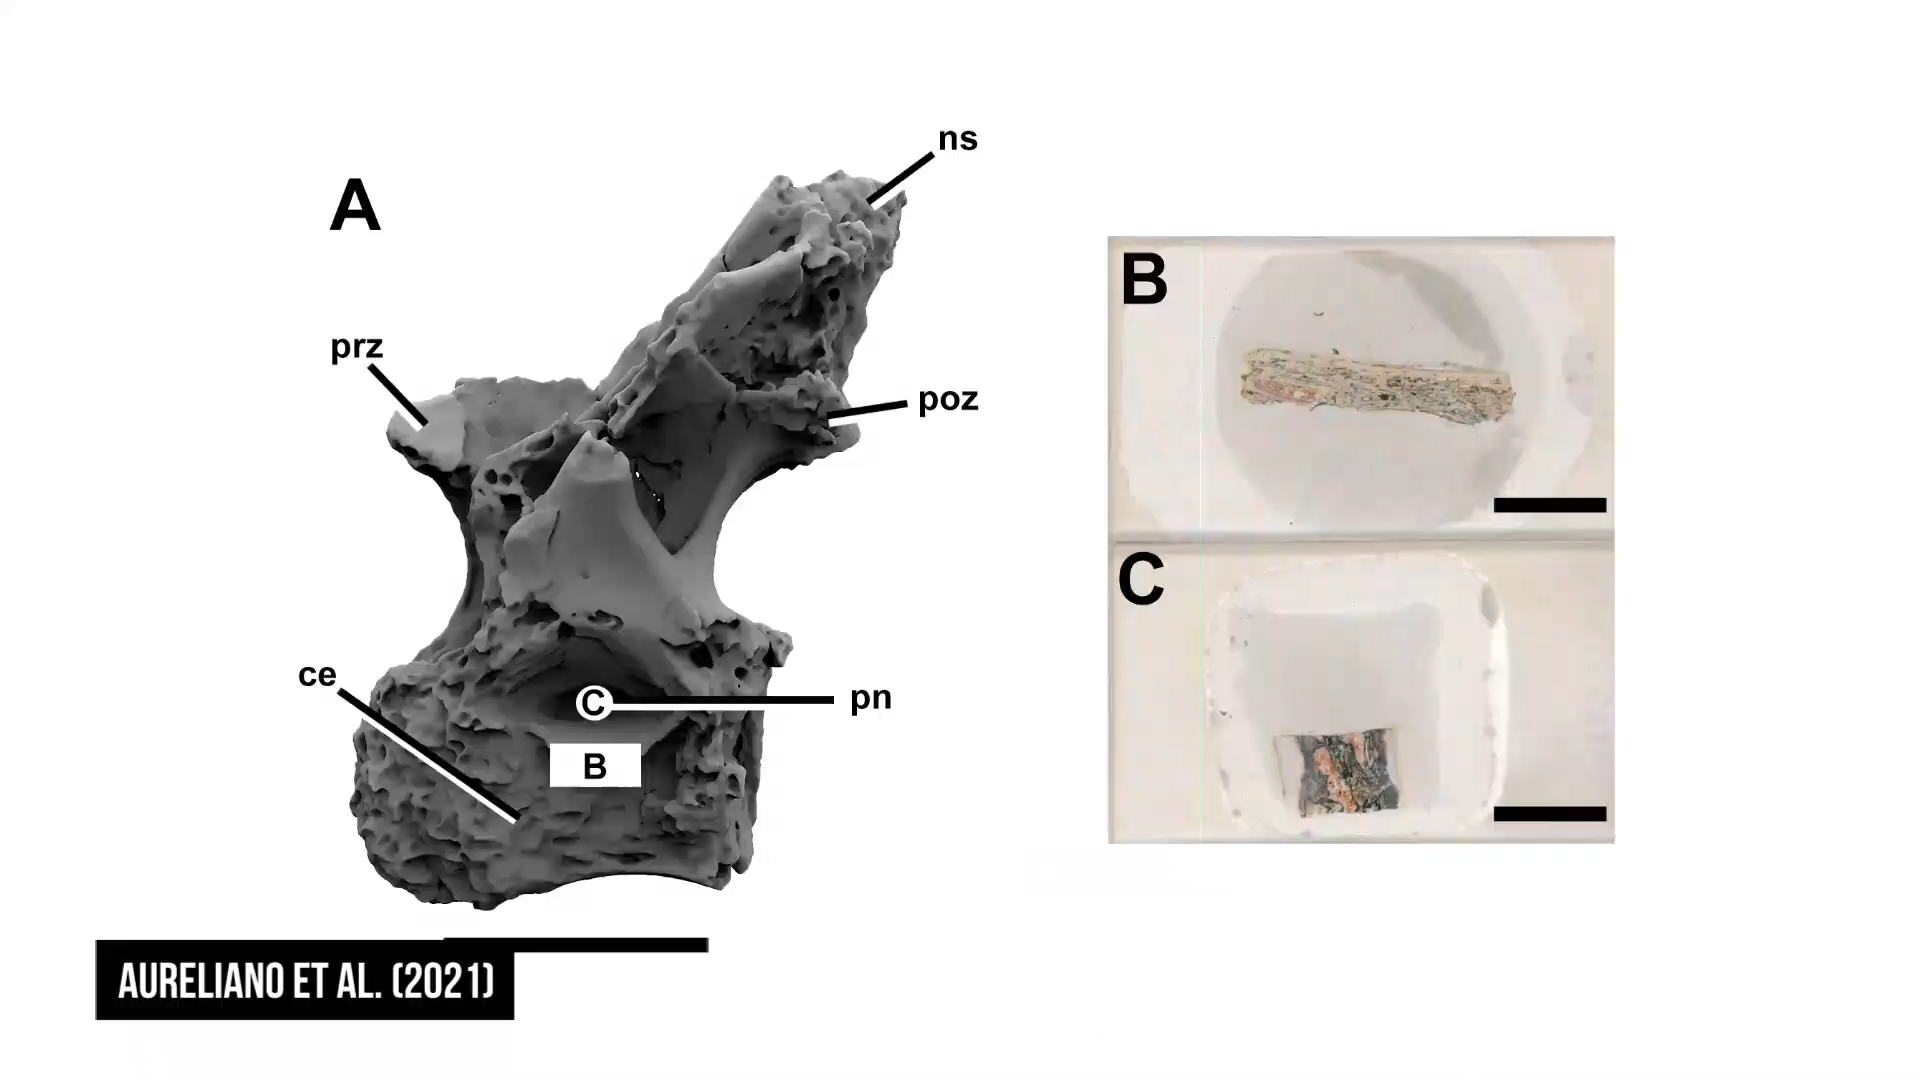 A
ns
prz
poz
ce
C
pn
B
B
C
AURELIANO ET AL. (2021)